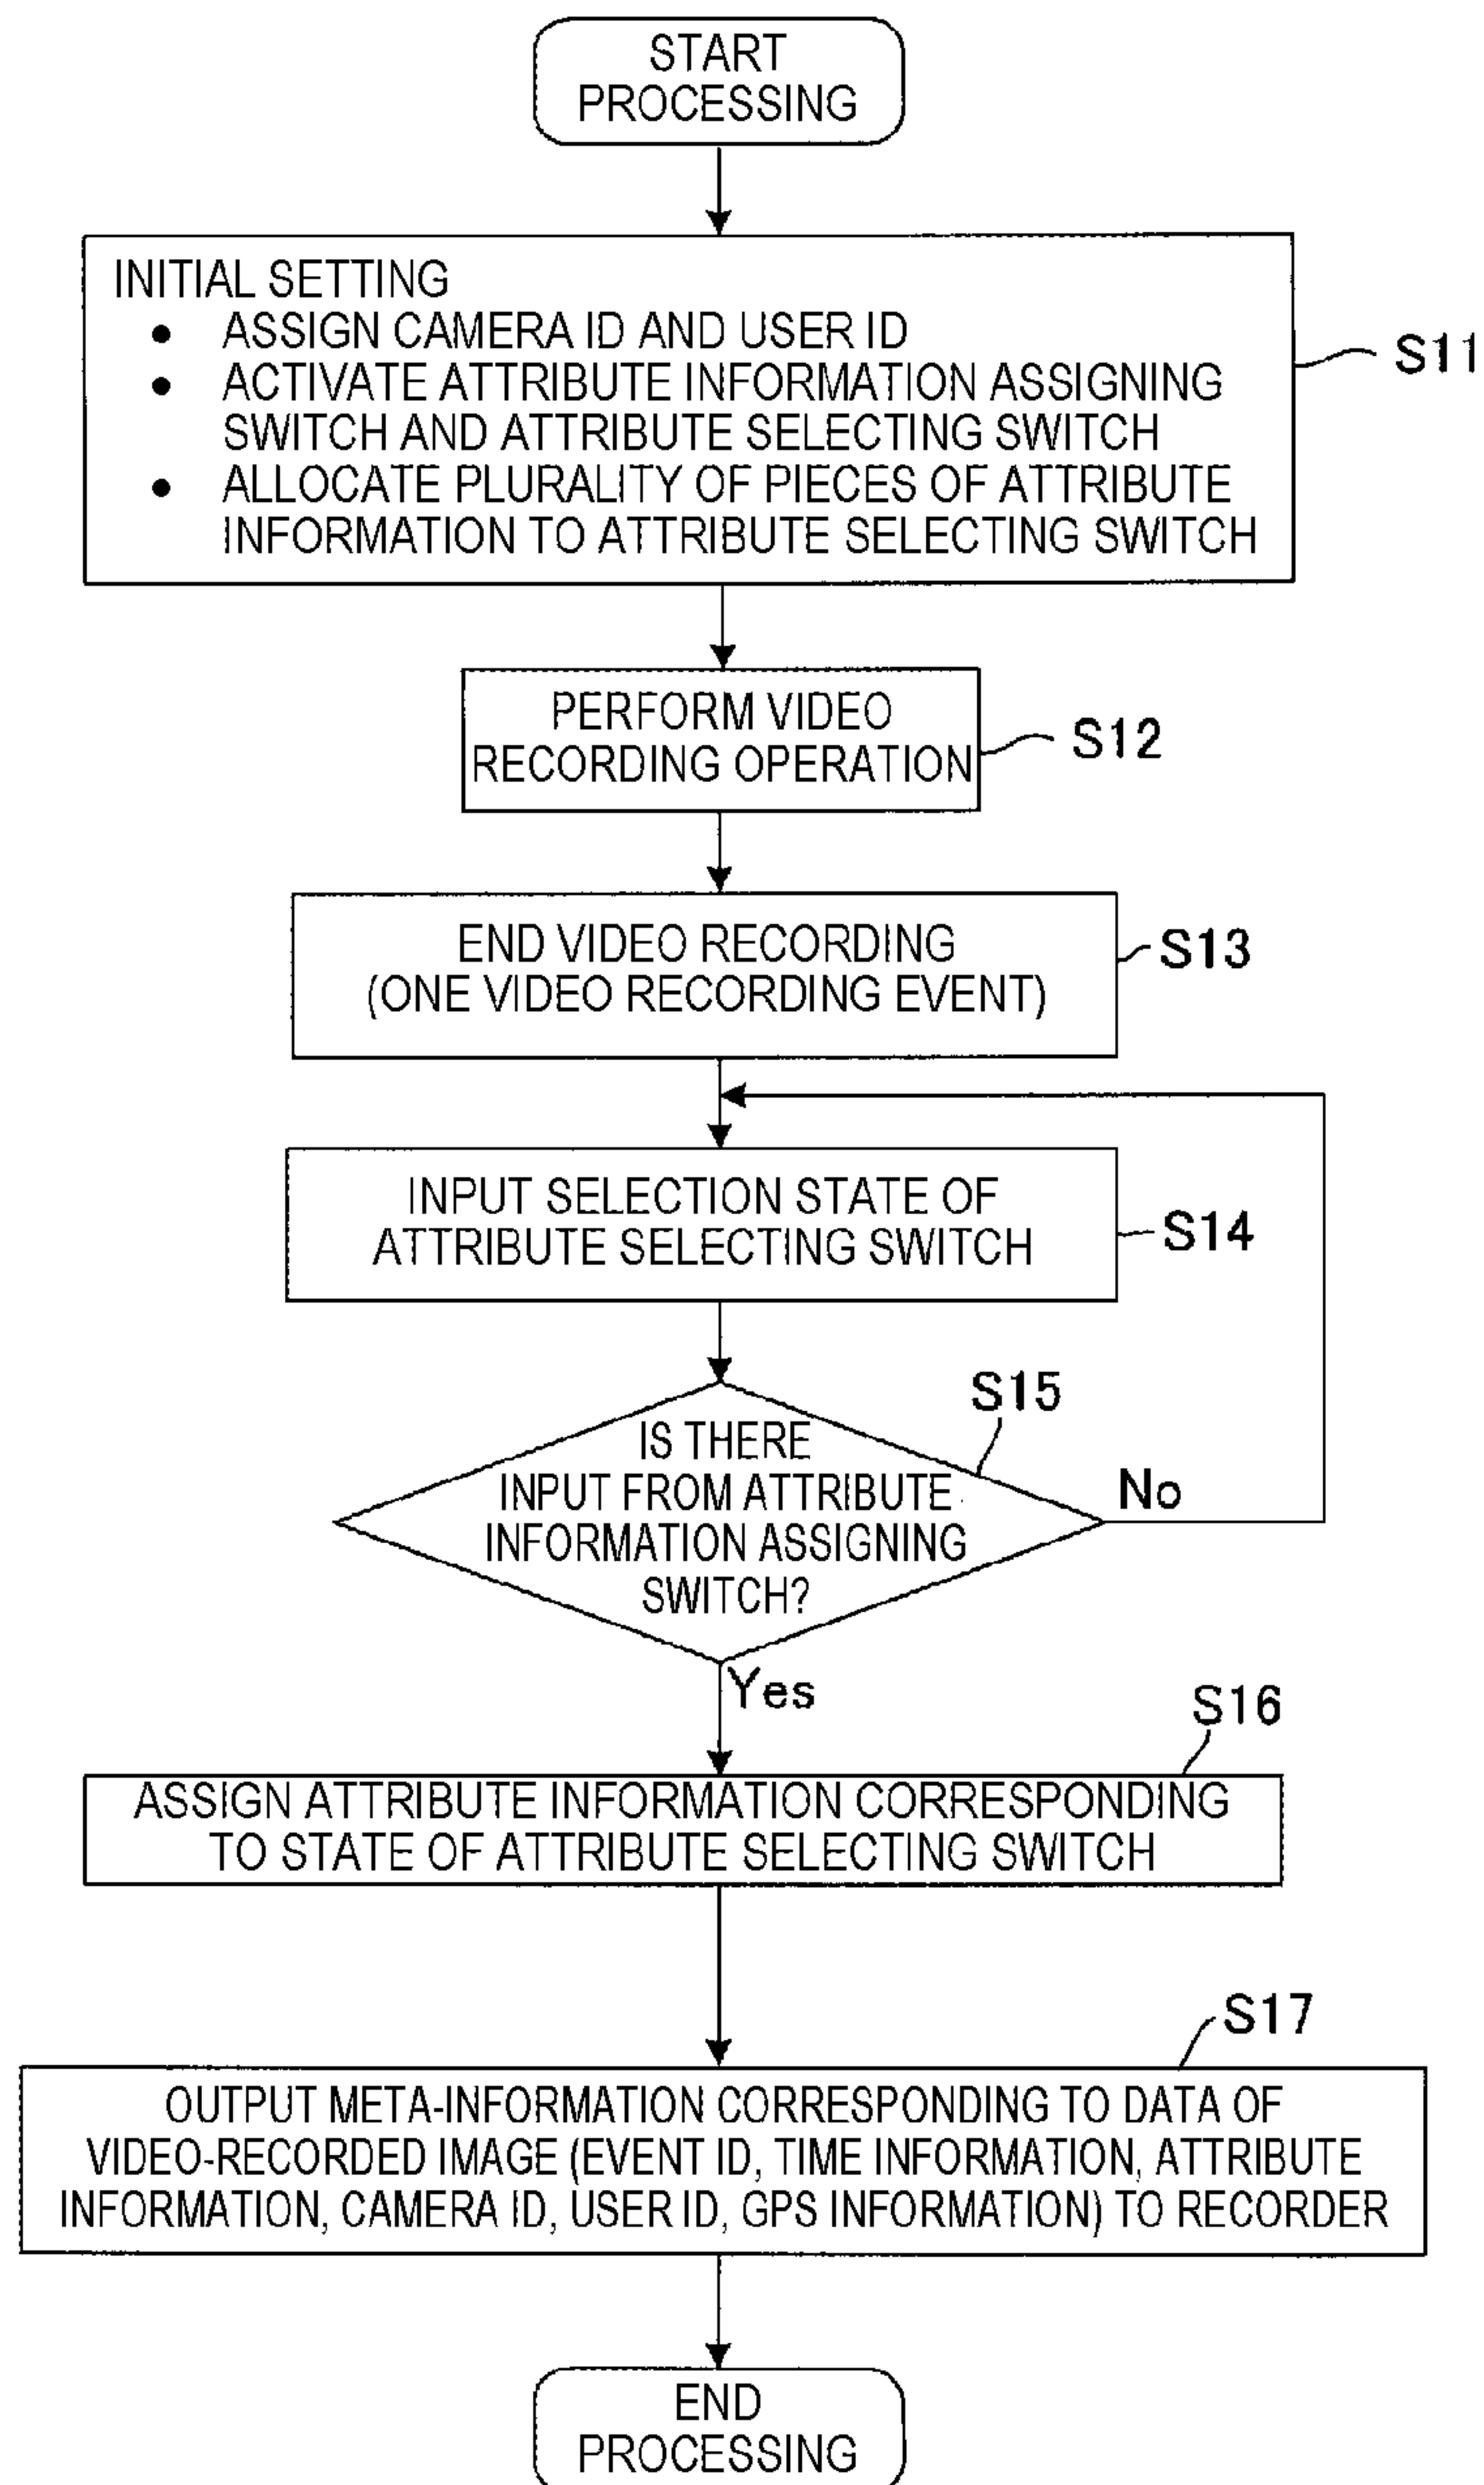 START
PROCESSING
INITIAL SETTING
● ASSIGN CAMERA ID AND USER ID
● ACTIVATE ATTRIBUTE INFORMATION ASSIGNING
SWITCH AND ATTRIBUTE SELECTING SWITCH
● ALLOCATE PLURALITY OF PIECES OF ATTRIBUTE
INFORMATION TO ATTRIBUTE SELECTING SWITCH
S11
PERFORM VIDEO
RECORDING OPERATION
S12
END VIDEO RECORDING
(ONE VIDEO RECORDING EVENT)
S13
INPUT SELECTION STATE OF
ATTRIBUTE SELECTING SWITCH
S14
S15
IS THERE
INPUT FROM ATTRIBUTE
INFORMATION ASSIGNING
SWITCH?
No
Yes
S16
ASSIGN ATTRIBUTE INFORMATION CORRESPONDING
TO STATE OF ATTRIBUTE SELECTING SWITCH
S17
OUTPUT META-INFORMATION CORRESPONDING TO DATA OF
VIDEO-RECORDED IMAGE (EVENT ID, TIME INFORMATION, ATTRIBUTE
INFORMATION, CAMERA ID, USER ID, GPS INFORMATION) TO RECORDER
END
PROCESSING